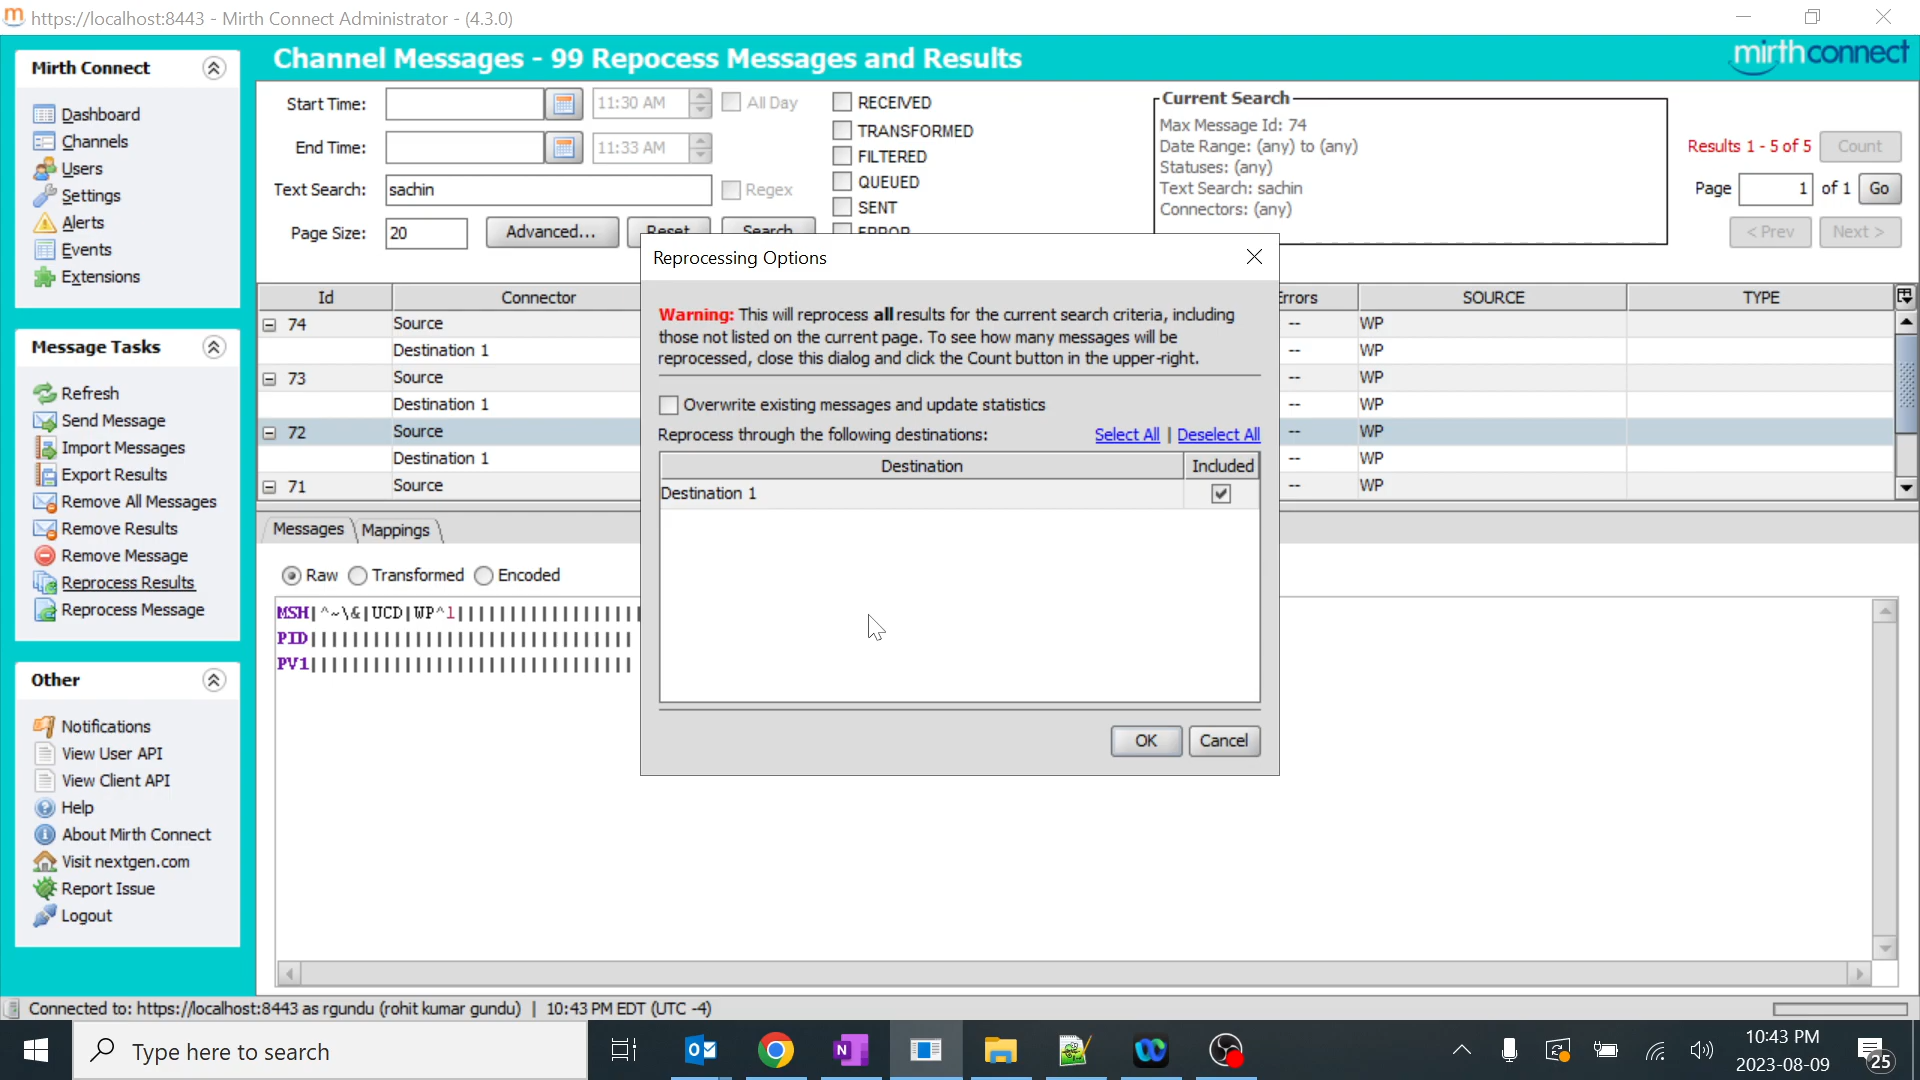 https://localhost:8443 - Mirth Connect Administrator - (4.3.0)
Channel Messages - 99 Repocess Messages and Results
mirthconnect
Mirth Connect
Dashboard
Channels
Users
Settings
Alerts
Events
Extensions
Message Tasks
Refresh
Send Message
Import Messages
Export Results
Remove All Messages
Remove Results
Remove Message
Reprocess Results
Reprocess Message
Other
Notifications
View User API
View Client API
Help
About Mirth Connect
Visit nextgen.com
Report Issue
Logout
Start Time: 11:30 AM All Day
End Time: 11:33 AM
Text Search: sachin Regex
Page Size: 20 Advanced... Reset Search
RECEIVED
TRANSFORMED
FILTERED
QUEUED
SENT
ERROR
Current Search
Max Message Id: 74
Date Range: (any) to (any)
Statuses: (any)
Text Search: sachin
Connectors: (any)
Results 1 - 5 of 5 Count
Page 1 of 1 Go
< Prev Next >
Id Connector Errors SOURCE TYPE
74 Source -- WP
Destination 1 -- WP
73 Source -- WP
Destination 1 -- WP
72 Source -- WP
Destination 1 -- WP
71 Source -- WP
Reprocessing Options
Warning: This will reprocess all results for the current search criteria, including
those not listed on the current page. To see how many messages will be
reprocessed, close this dialog and click the Count button in the upper-right.
Overwrite existing messages and update statistics
Reprocess through the following destinations: Select All | Deselect All
Destination Included
Destination 1
OK Cancel
Messages Mappings
Raw Transformed Encoded
MSH|^~\&|UCD|WP^1|||||||||||||||||
PID||||||||||||||||||||||||||||||
PV1||||||||||||||||||||||||||||||
Connected to: https://localhost:8443 as rgundu (rohit kumar gundu) | 10:43 PM EDT (UTC -4)
Type here to search
10:43 PM
2023-08-09
25